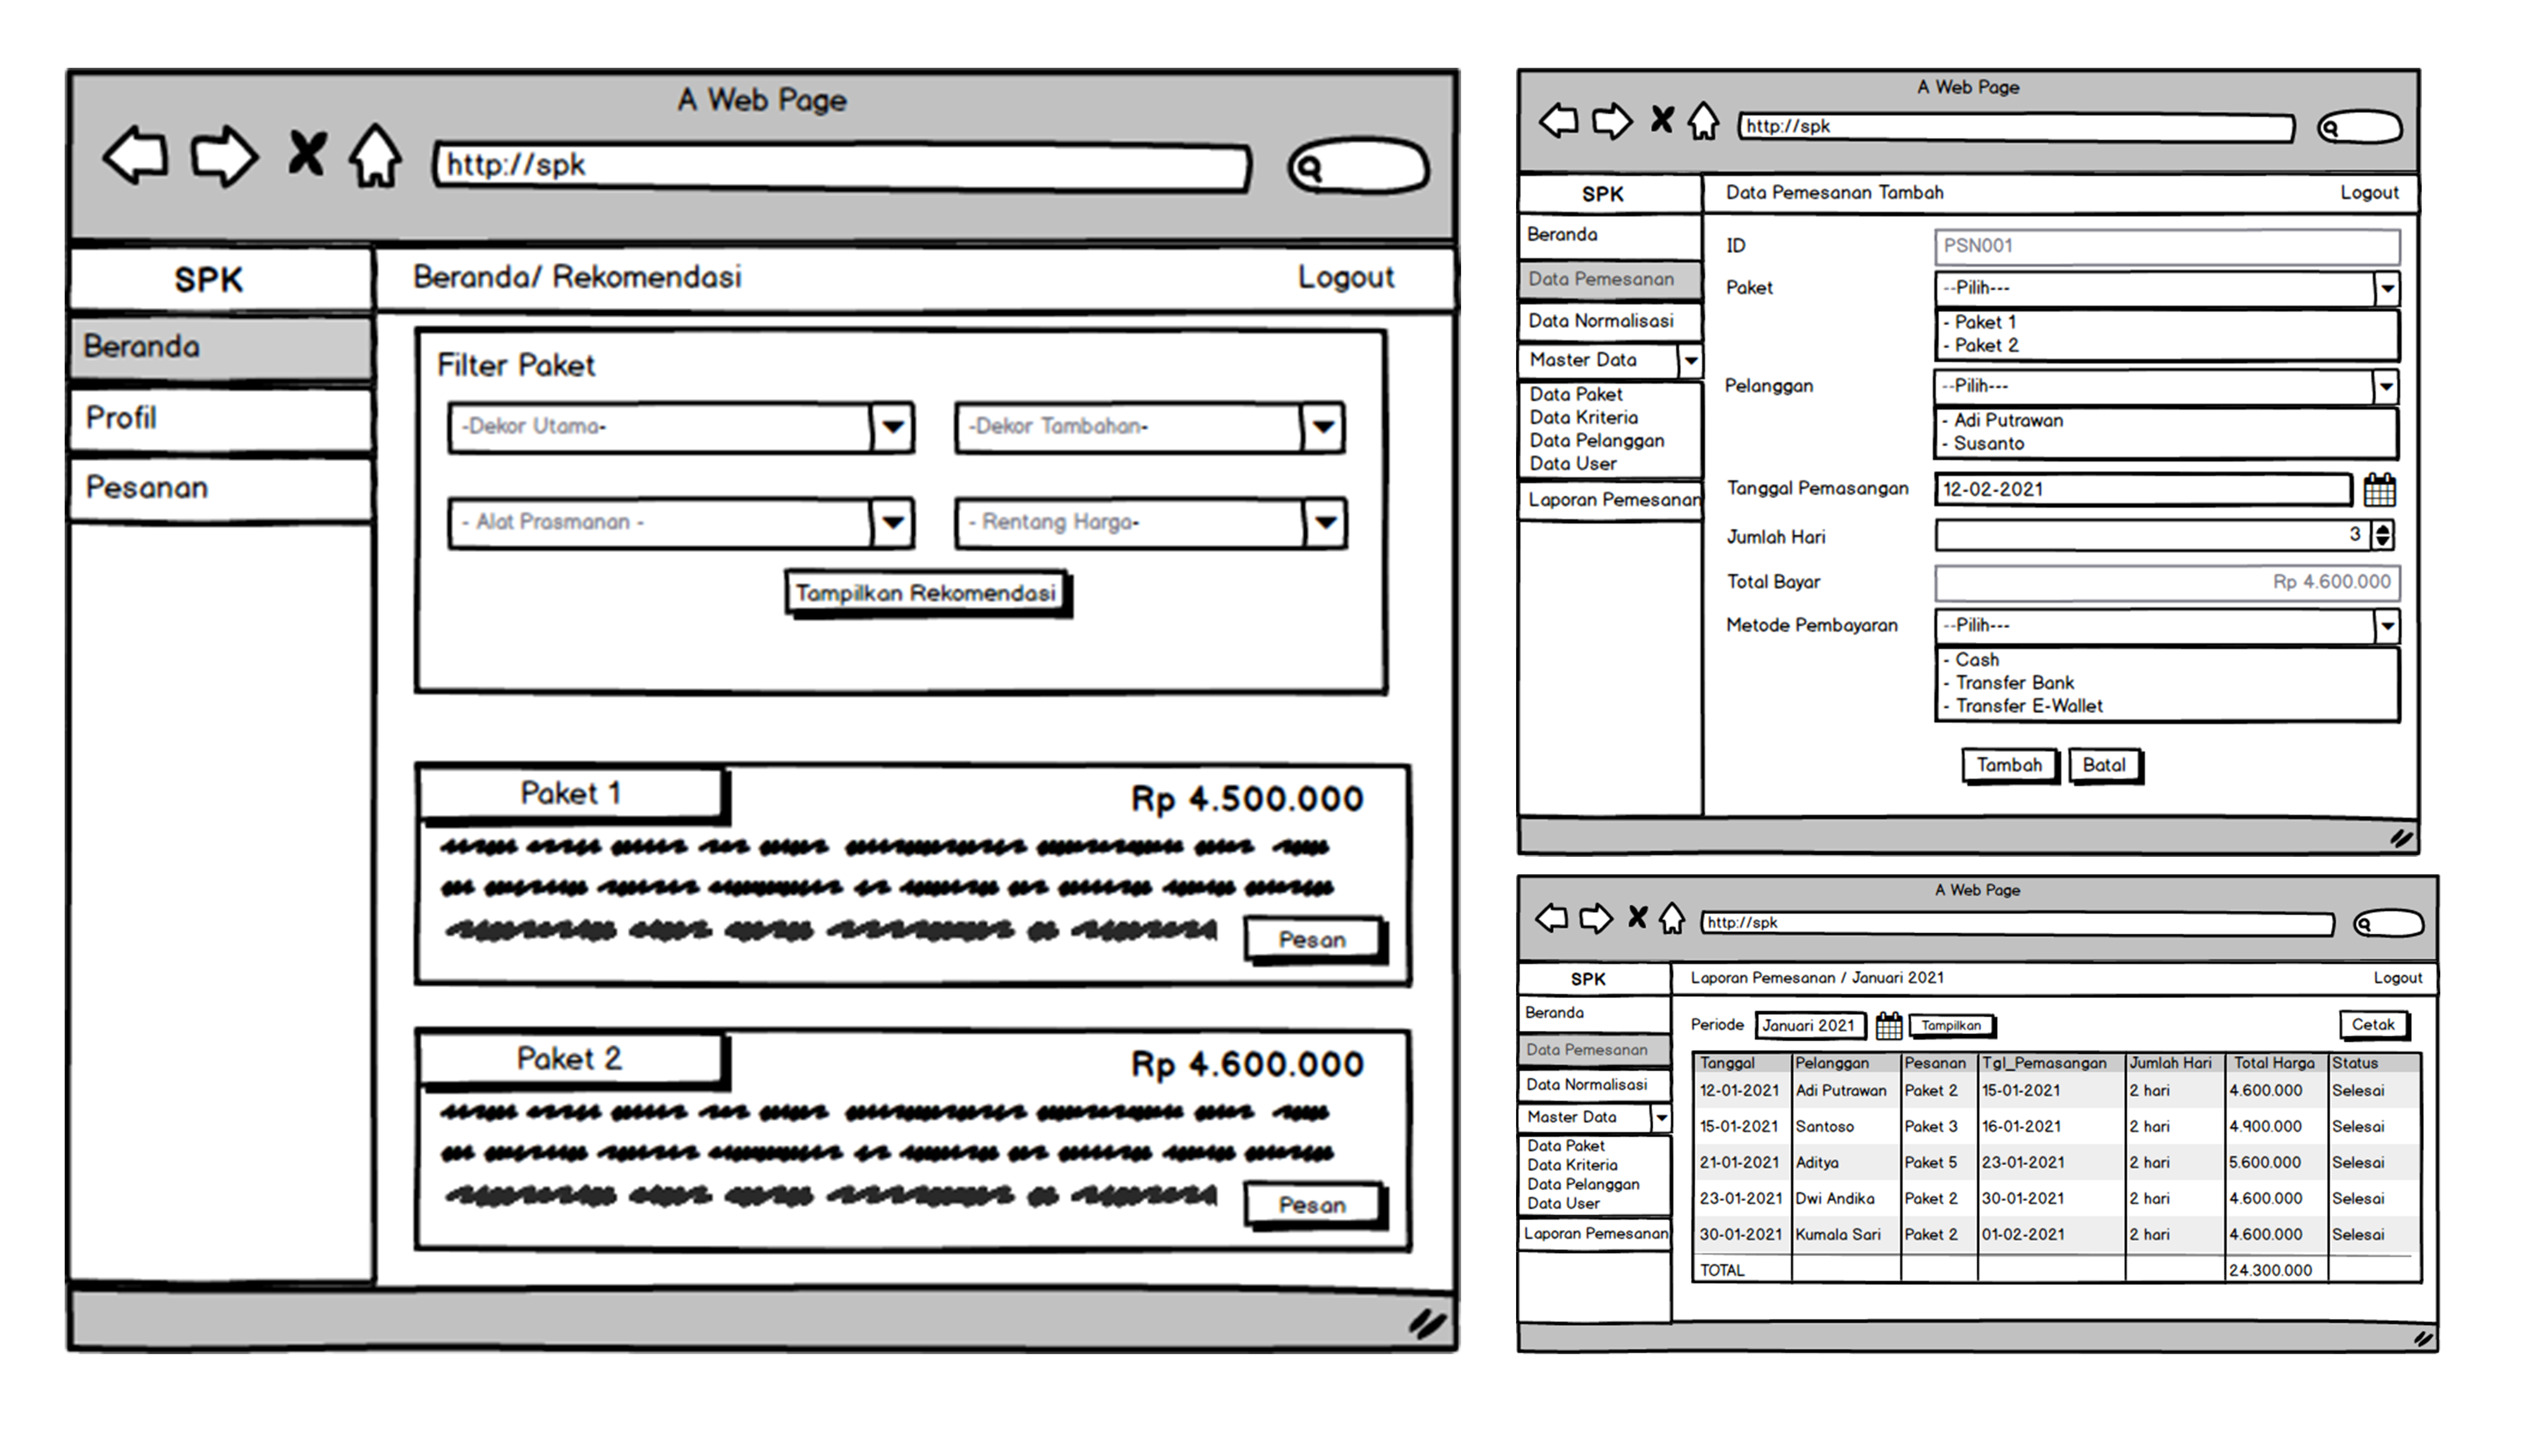 A Web Page
http://spk
SPK
Beranda/ Rekomendasi
Logout
Beranda
Profil
Pesanan
Filter Paket
-Dekor Utama-
-Dekor Tambahan-
- Alat Prasmanan -
- Rentang Harga-
Tampilkan Rekomendasi
Paket 1
Rp 4.500.000
Pesan
Paket 2
Rp 4.600.000
Pesan
A Web Page
http://spk
SPK
Data Pemesanan Tambah
Logout
Beranda
Data Pemesanan
Data Normalisasi
Master Data
Data Paket
Data Kriteria
Data Pelanggan
Data User
Laporan Pemesanan
ID
PSN001
Paket
--Pilih---
- Paket 1
- Paket 2
Pelanggan
--Pilih---
- Adi Putrawan
- Susanto
Tanggal Pemasangan
12-02-2021
Jumlah Hari
3
Total Bayar
Rp 4.600.000
Metode Pembayaran
--Pilih---
- Cash
- Transfer Bank
- Transfer E-Wallet
Tambah
Batal
A Web Page
http://spk
SPK
Laporan Pemesanan / Januari 2021
Logout
Beranda
Data Pemesanan
Data Normalisasi
Master Data
Data Paket
Data Kriteria
Data Pelanggan
Data User
Laporan Pemesanan
Periode Januari 2021 Tampilkan Cetak
Tanggal Pelanggan Pesanan Tgl_Pemasangan Jumlah Hari Total Harga Status
12-01-2021 Adi Putrawan Paket 2 15-01-2021 2 hari 4.600.000 Selesai
15-01-2021 Santoso Paket 3 16-01-2021 2 hari 4.900.000 Selesai
21-01-2021 Aditya Paket 5 23-01-2021 2 hari 5.600.000 Selesai
23-01-2021 Dwi Andika Paket 2 30-01-2021 2 hari 4.600.000 Selesai
30-01-2021 Kumala Sari Paket 2 01-02-2021 2 hari 4.600.000 Selesai
TOTAL 24.300.000